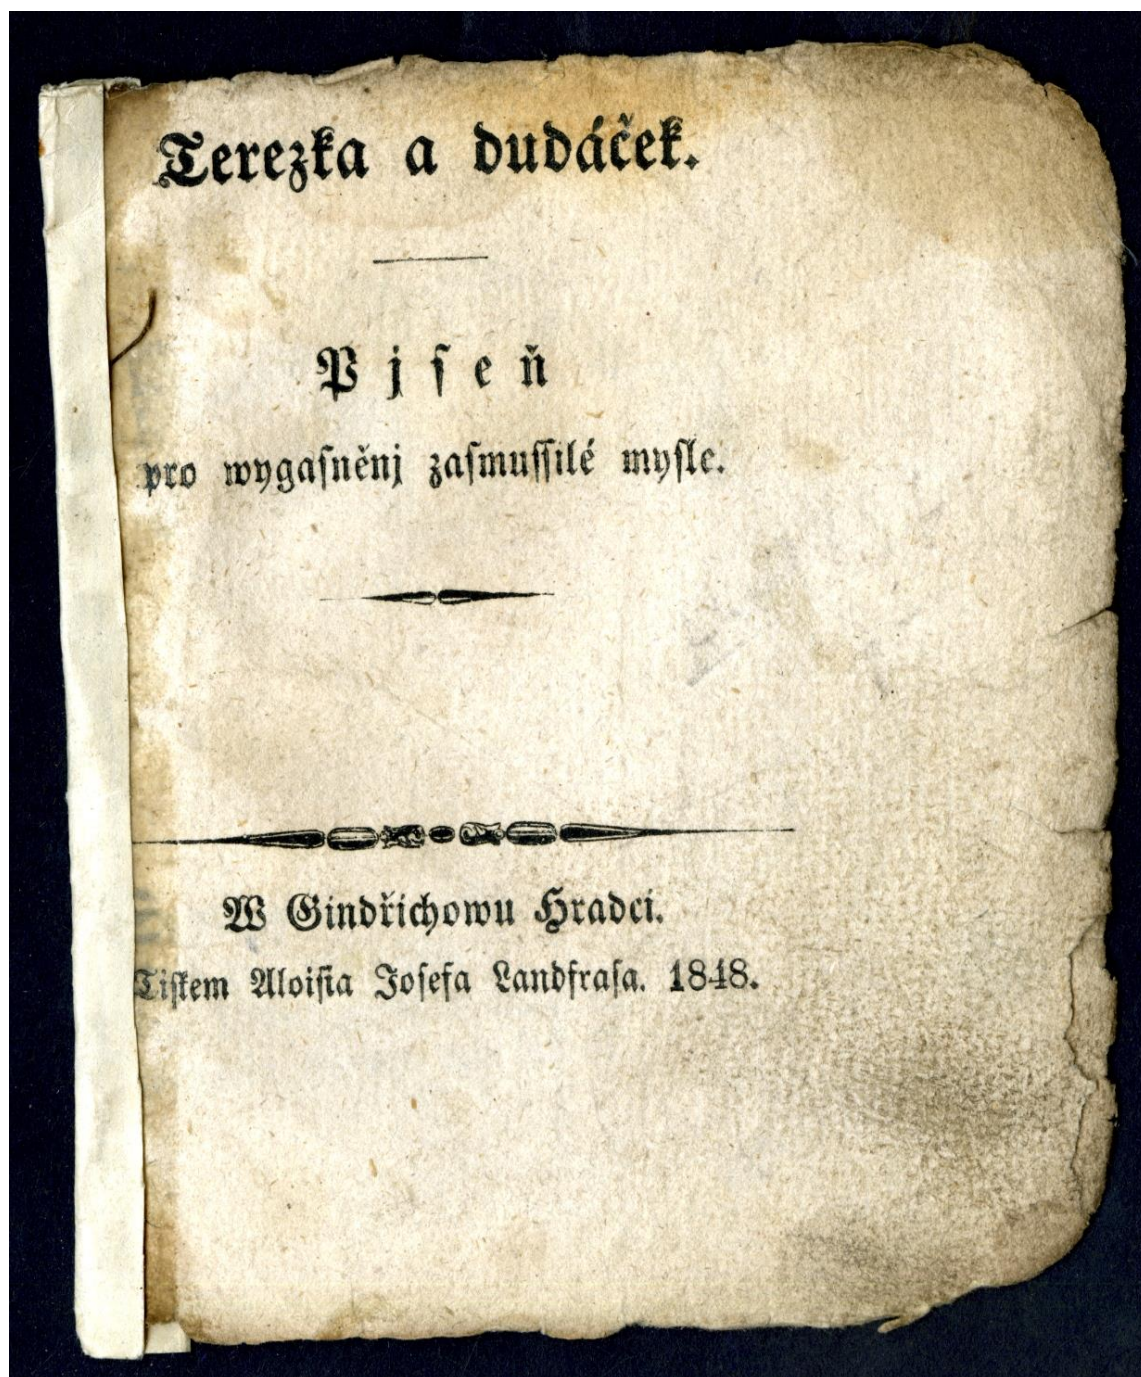 Terezka a dudáček.
Pjſeň
pro wygaſněnj zaſmuſſilé myſle.
W Gindřichowu Hradci.
Tiſkem Aloiſia Joſefa Landfraſa. 1848.